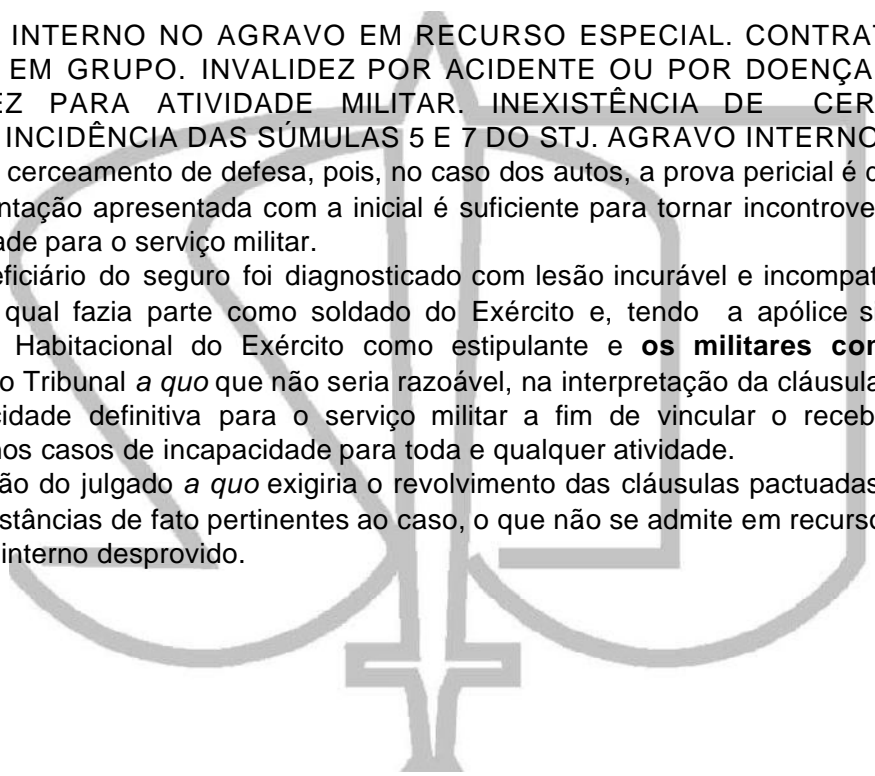 INTERNO NO AGRAVO EM RECURSO ESPECIAL. CONTRAT
EM GRUPO. INVALIDEZ POR ACIDENTE OU POR DOENÇA
EZ PARA ATIVIDADE MILITAR. INEXISTÊNCIA DE CER
INCIDÊNCIA DAS SÚMULAS 5 E 7 DO STJ. AGRAVO INTERNO
cerceamento de defesa, pois, no caso dos autos, a prova pericial é d
ntação apresentada com a inicial é suficiente para tornar incontrove
ade para o serviço militar.
eficiário do seguro foi diagnosticado com lesão incurável e incompat
qual fazia parte como soldado do Exército e, tendo a apólice si
Habitacional do Exército como estipulante e os militares com
o Tribunal a quo que não seria razoável, na interpretação da cláusula
cidade definitiva para o serviço militar a fim de vincular o receb
nos casos de incapacidade para toda e qualquer atividade.
ão do julgado a quo exigiria o revolvimento das cláusulas pactuadas
stâncias de fato pertinentes ao caso, o que não se admite em recurso
interno desprovido.